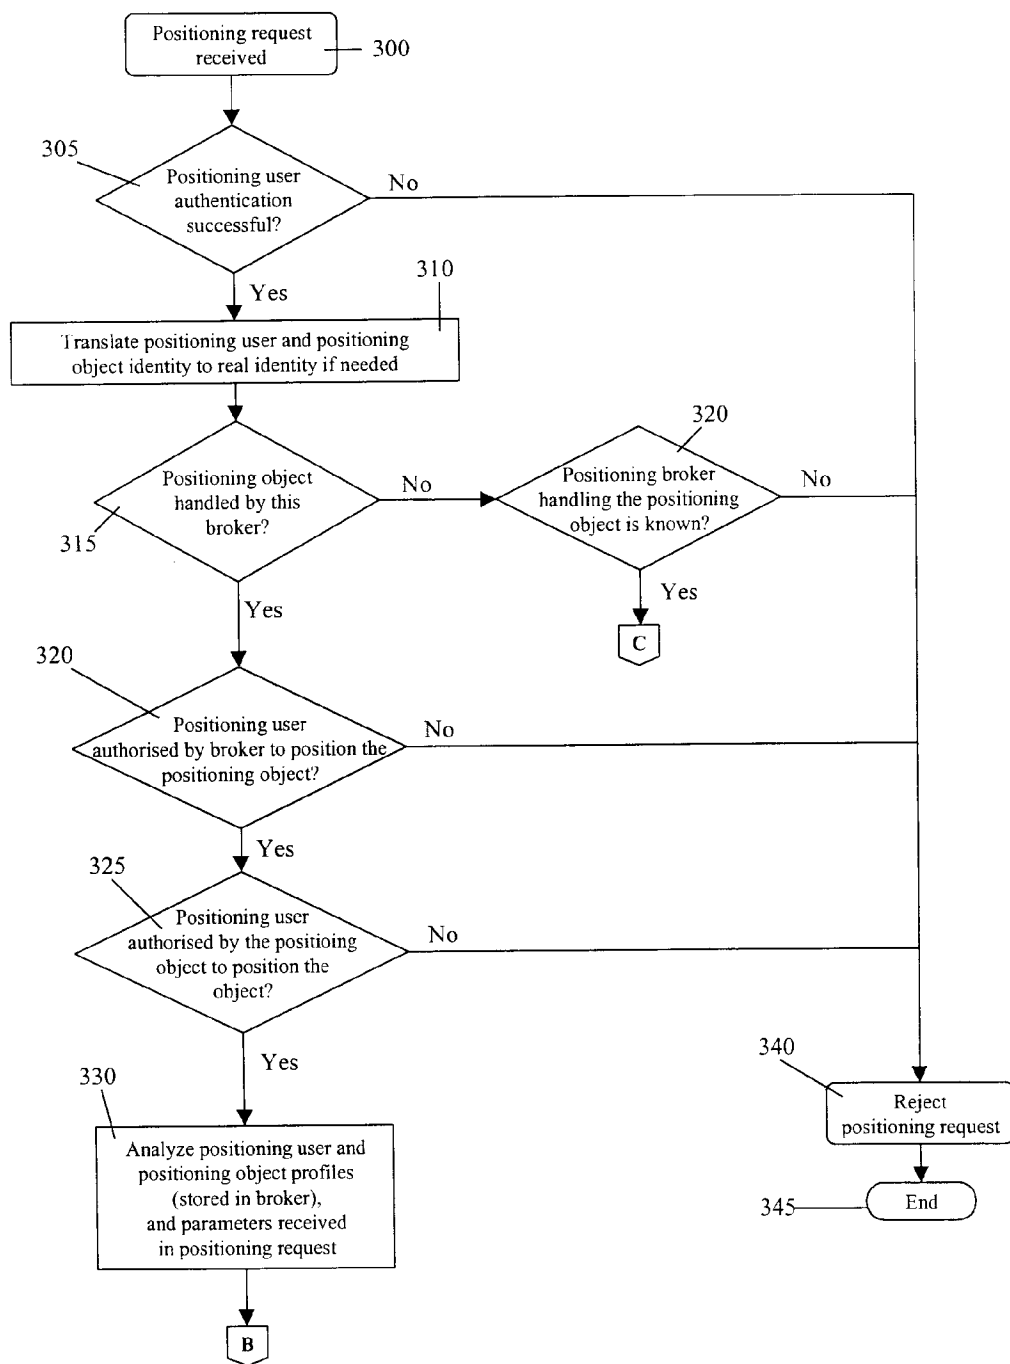 Positioning request
received
300
305
Positioning user
authentication
successful?
No
Yes
310
Translate positioning user and positioning
object identity to real identity if needed
Positioning object
handled by this
broker?
315
No
320
Positioning broker
handling the positioning
object is known?
No
Yes
C
Yes
320
Positioning user
authorised by broker to position the
positioning object?
No
Yes
325
Positioning user
authorised by the positioing
object to position the
object?
No
Yes
330
Analyze positioning user and
positioning object profiles
(stored in broker),
and parameters received
in positioning request
B
340
Reject
positioning request
345
End